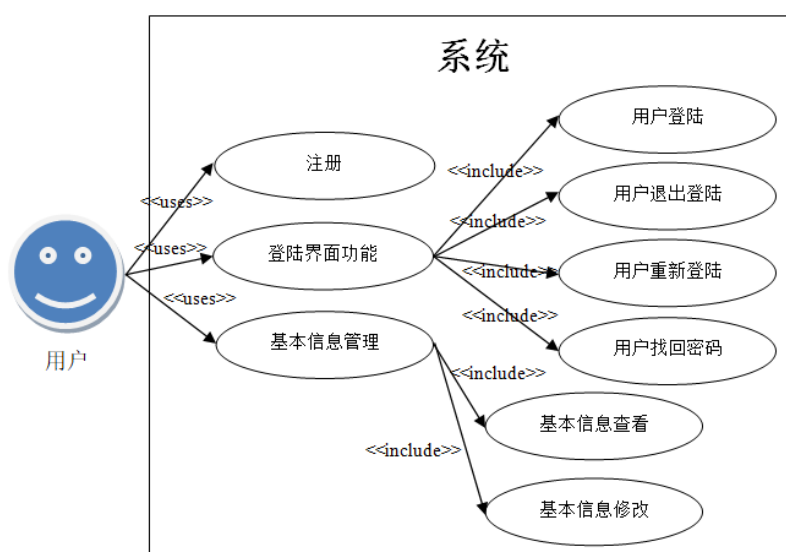 系统
用户登陆
注册
<<include>>
<<uses>>
用户退出登陆
<<include>>
<<uses>>
登陆界面功能
用户重新登陆
<<include>>
<<uses>>
<<include>>
基本信息管理
用户找回密码
用户
<<include>>
基本信息查看
<<include>>
基本信息修改